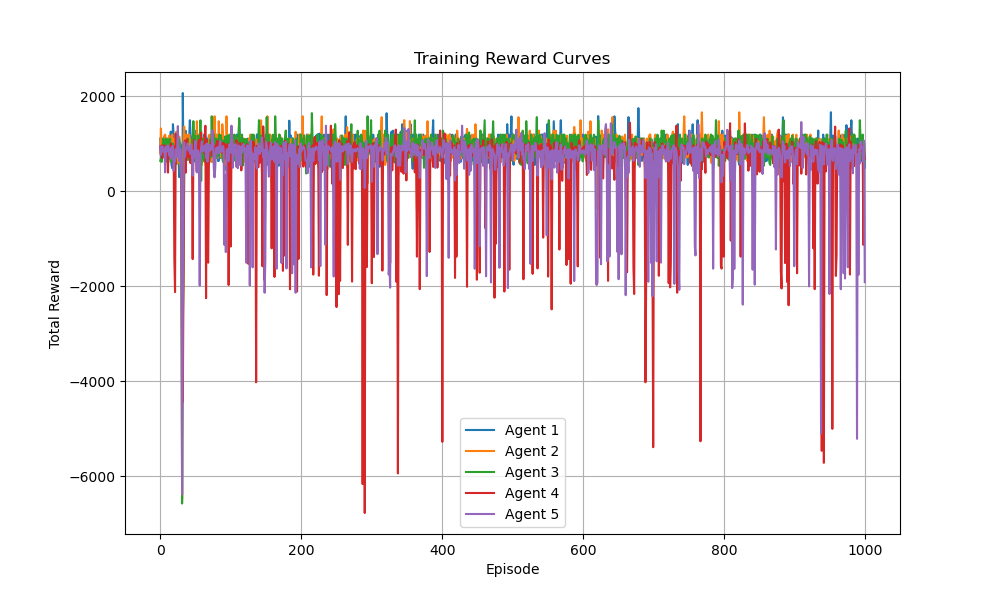 Training Reward Curves
Total Reward
2000
0
−2000
−4000
−6000
Agent 1
Agent 2
Agent 3
Agent 4
Agent 5
0 200 400 600 800 1000
Episode